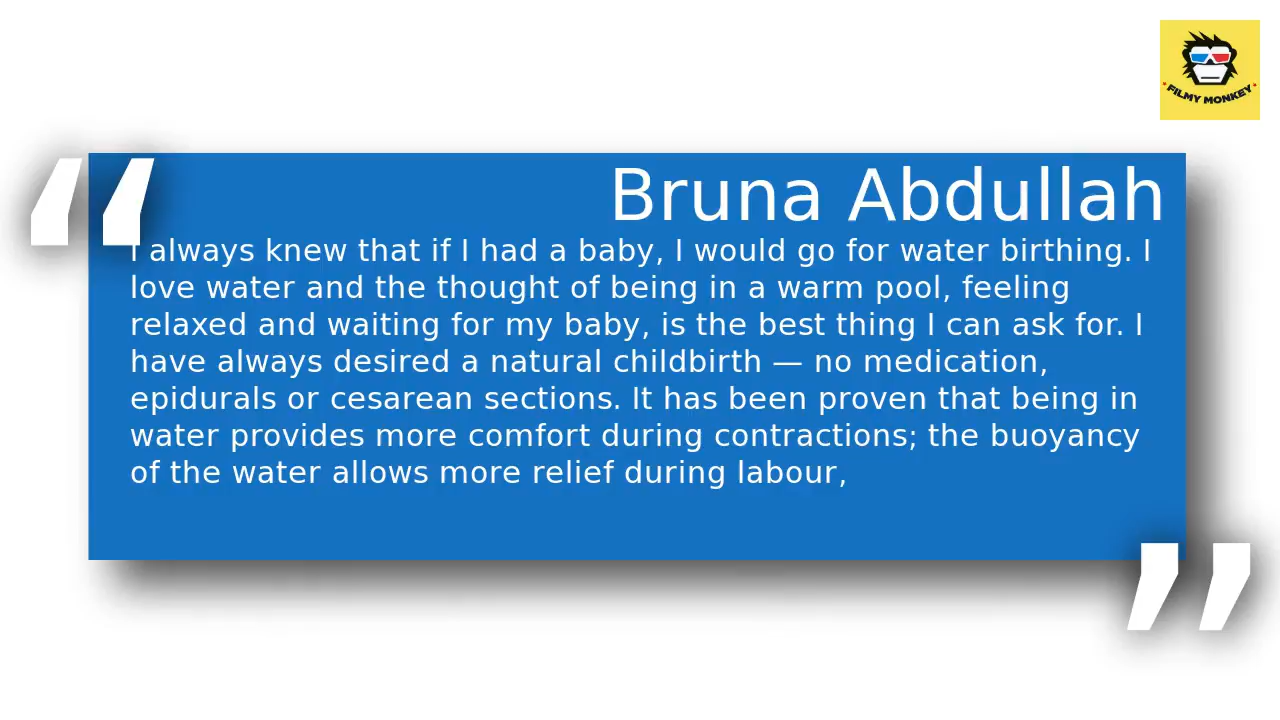 FILMY MONKEY
Bruna Abdullah
I always knew that if I had a baby, I would go for water birthing. I
love water and the thought of being in a warm pool, feeling
relaxed and waiting for my baby, is the best thing I can ask for. I
have always desired a natural childbirth — no medication,
epidurals or cesarean sections. It has been proven that being in
water provides more comfort during contractions; the buoyancy
of the water allows more relief during labour,